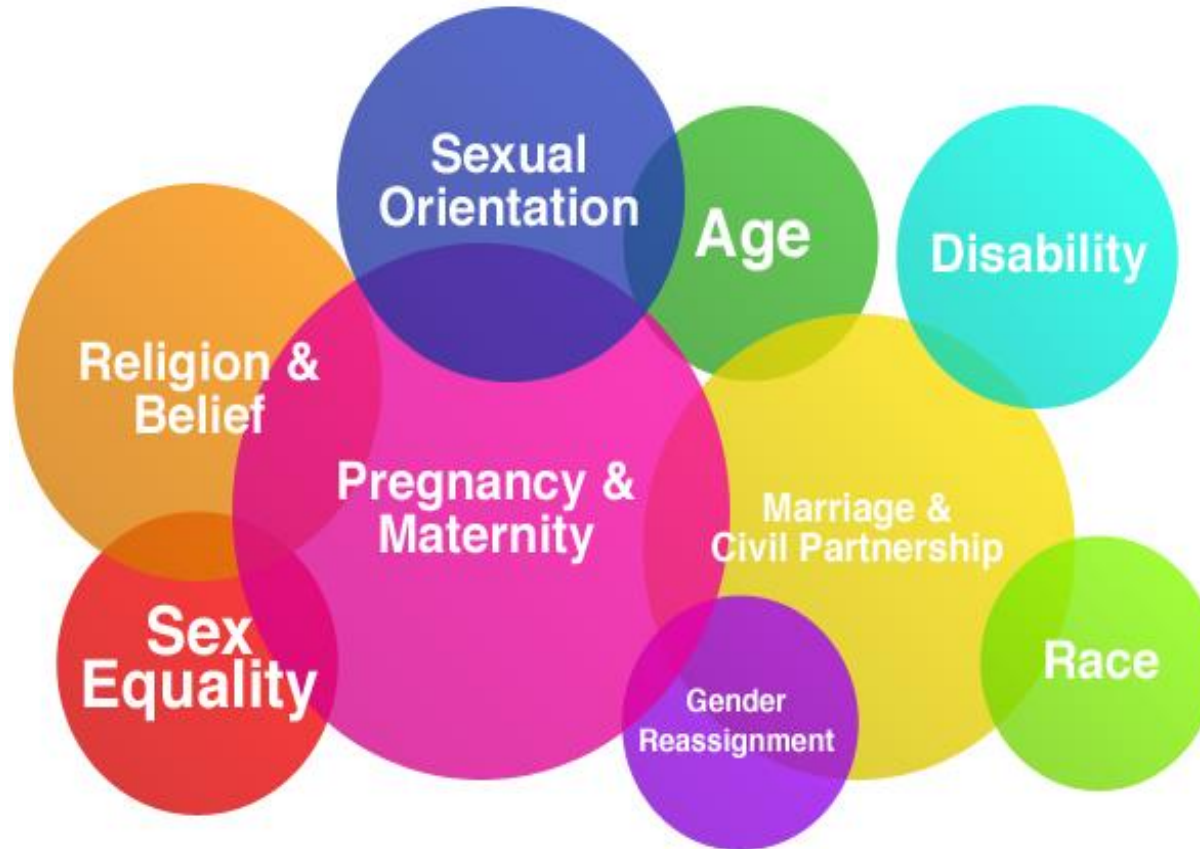 Sexual
Orientation
Age
Disability
Religion &
Belief
Pregnancy &
Maternity
Marriage &
Civil Partnership
Sex
Equality
Gender
Reassignment
Race